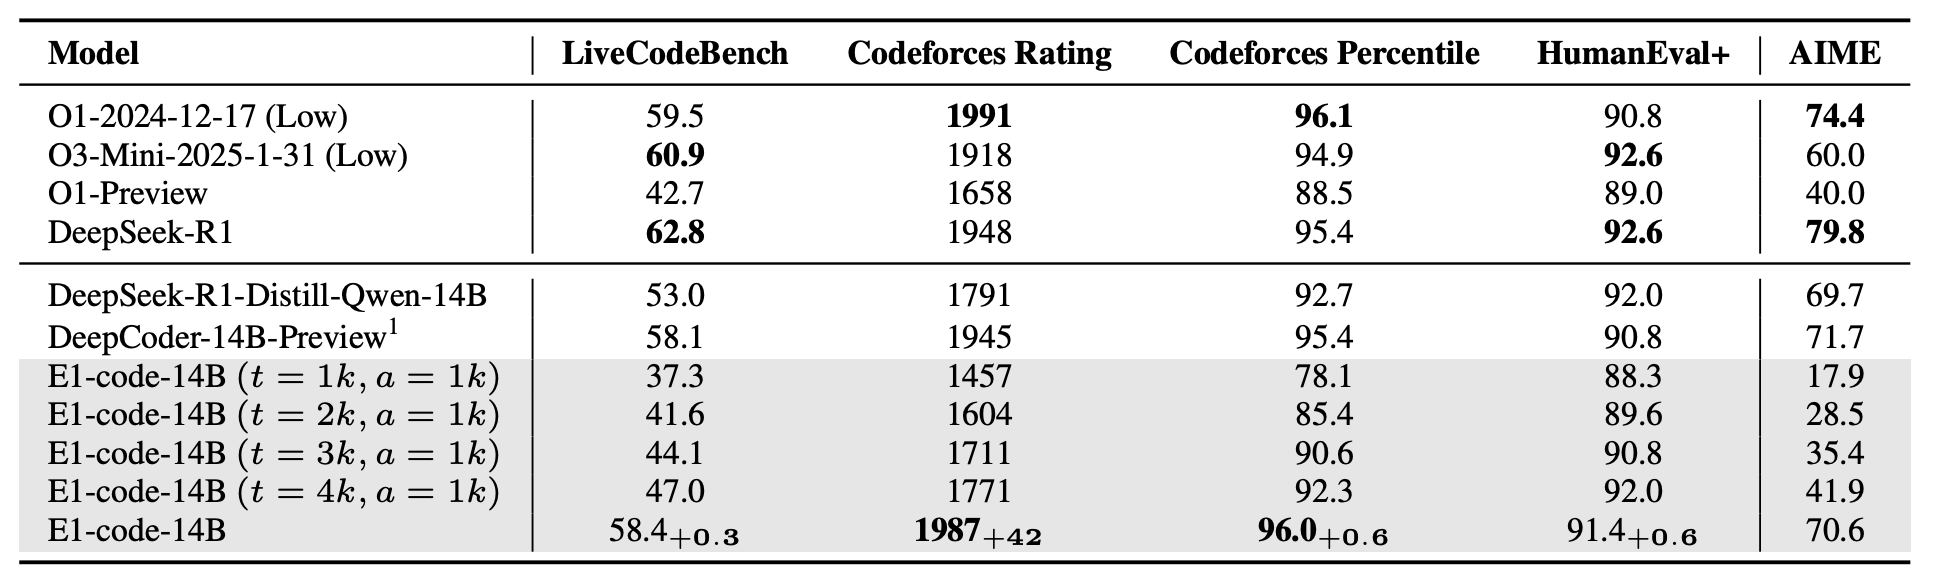 Model LiveCodeBench Codeforces Rating Codeforces Percentile HumanEval+ AIME
O1-2024-12-17 (Low) 59.5 1991 96.1 90.8 74.4
O3-Mini-2025-1-31 (Low) 60.9 1918 94.9 92.6 60.0
O1-Preview 42.7 1658 88.5 89.0 40.0
DeepSeek-R1 62.8 1948 95.4 92.6 79.8
DeepSeek-R1-Distill-Qwen-14B 53.0 1791 92.7 92.0 69.7
DeepCoder-14B-Preview¹ 58.1 1945 95.4 90.8 71.7
E1-code-14B (t = 1k, a = 1k) 37.3 1457 78.1 88.3 17.9
E1-code-14B (t = 2k, a = 1k) 41.6 1604 85.4 89.6 28.5
E1-code-14B (t = 3k, a = 1k) 44.1 1711 90.6 90.8 35.4
E1-code-14B (t = 4k, a = 1k) 47.0 1771 92.3 92.0 41.9
E1-code-14B 58.4+0.3 1987+42 96.0+0.6 91.4+0.6 70.6